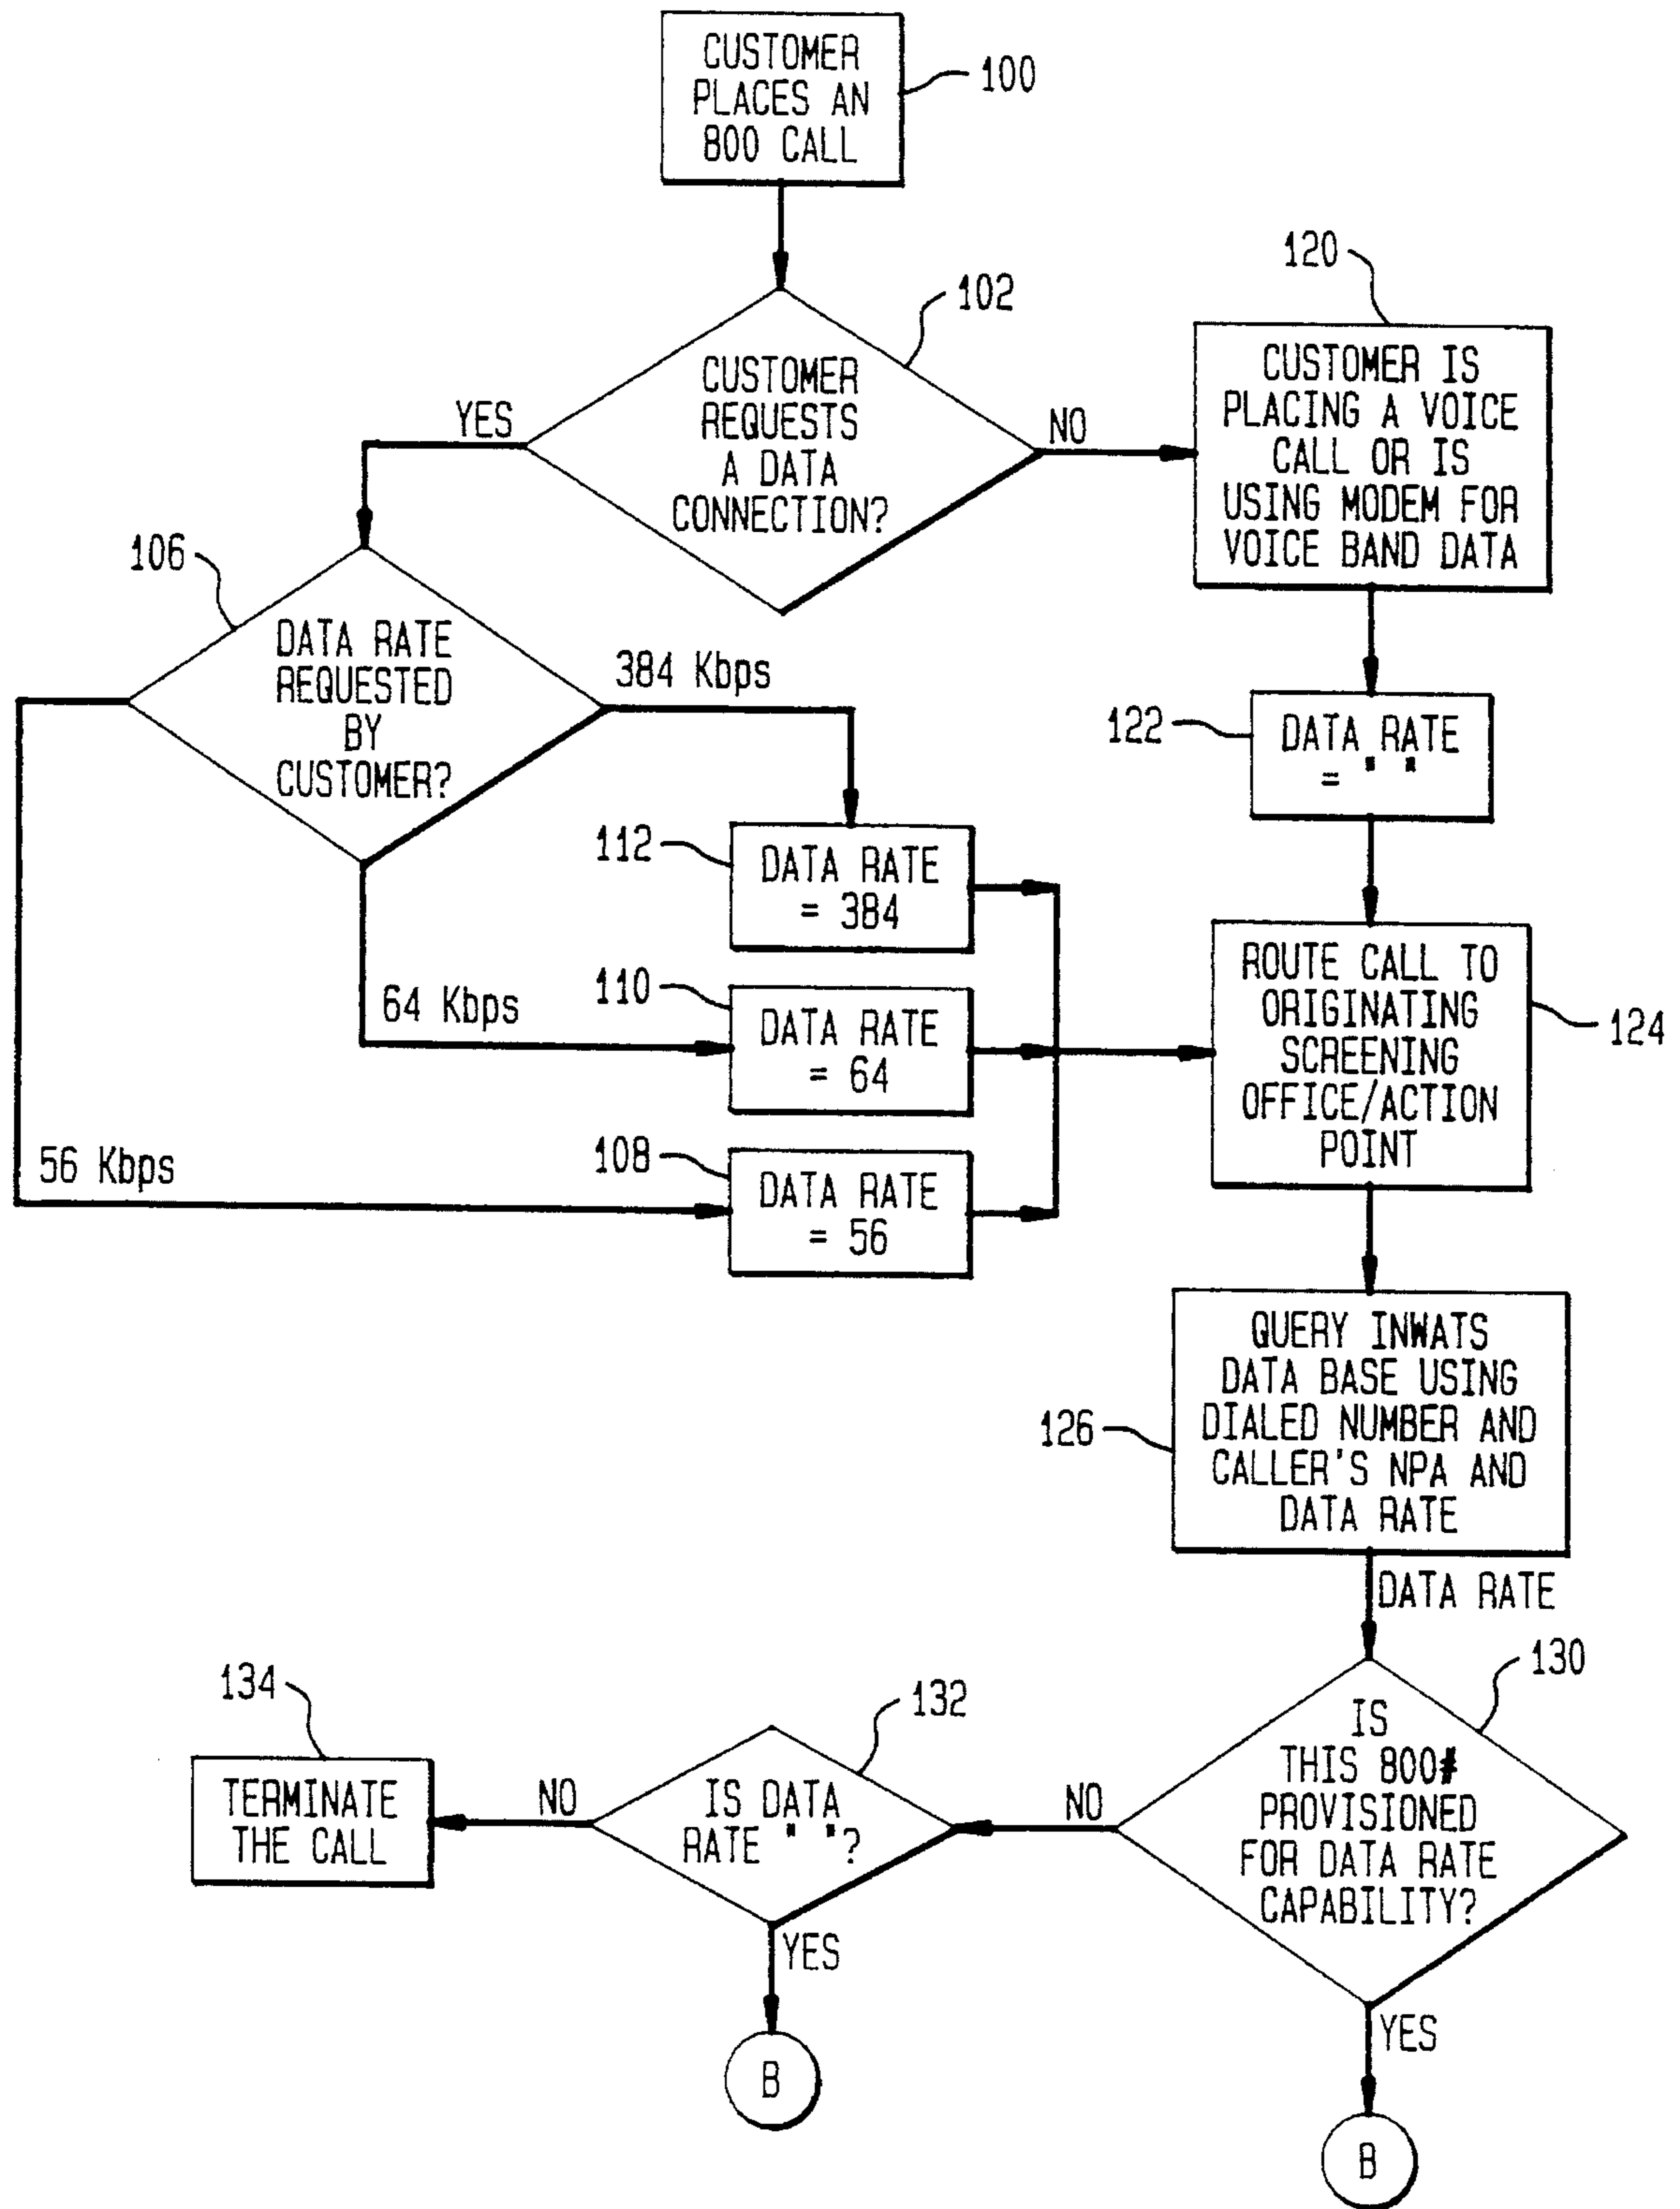 CUSTOMER
PLACES AN
800 CALL
100
102
CUSTOMER
REQUESTS
A DATA
CONNECTION?
YES
NO
120
CUSTOMER IS
PLACING A VOICE
CALL OR IS
USING MODEM FOR
VOICE BAND DATA
106
DATA RATE
REQUESTED
BY
CUSTOMER?
384 Kbps
122
DATA RATE
= " "
112
DATA RATE
= 384
64 Kbps
110
DATA RATE
= 64
56 Kbps
108
DATA RATE
= 56
ROUTE CALL TO
ORIGINATING
SCREENING
OFFICE/ACTION
POINT
124
QUERY INWATS
DATA BASE USING
DIALED NUMBER AND
CALLER'S NPA AND
DATA RATE
126
DATA RATE
130
IS
THIS 800#
PROVISIONED
FOR DATA RATE
CAPABILITY?
NO
YES
B
132
IS DATA
RATE " "?
NO
YES
B
134
TERMINATE
THE CALL